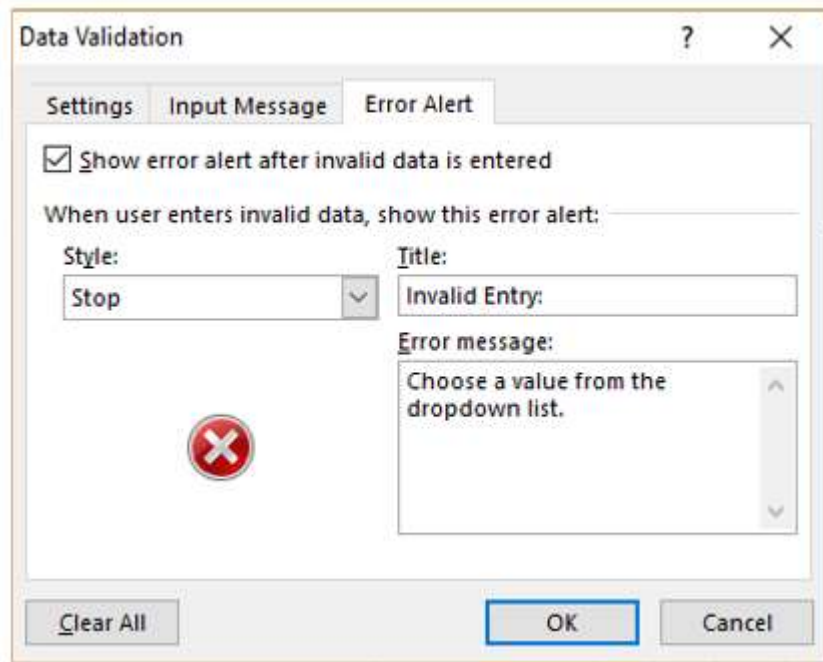 Data Validation ?
Settings Input Message Error Alert
Show error alert after invalid data is entered
When user enters invalid data, show this error alert:
Style: Title:
Stop Invalid Entry:
Error message:
Choose a value from the
dropdown list.
Clear All OK Cancel